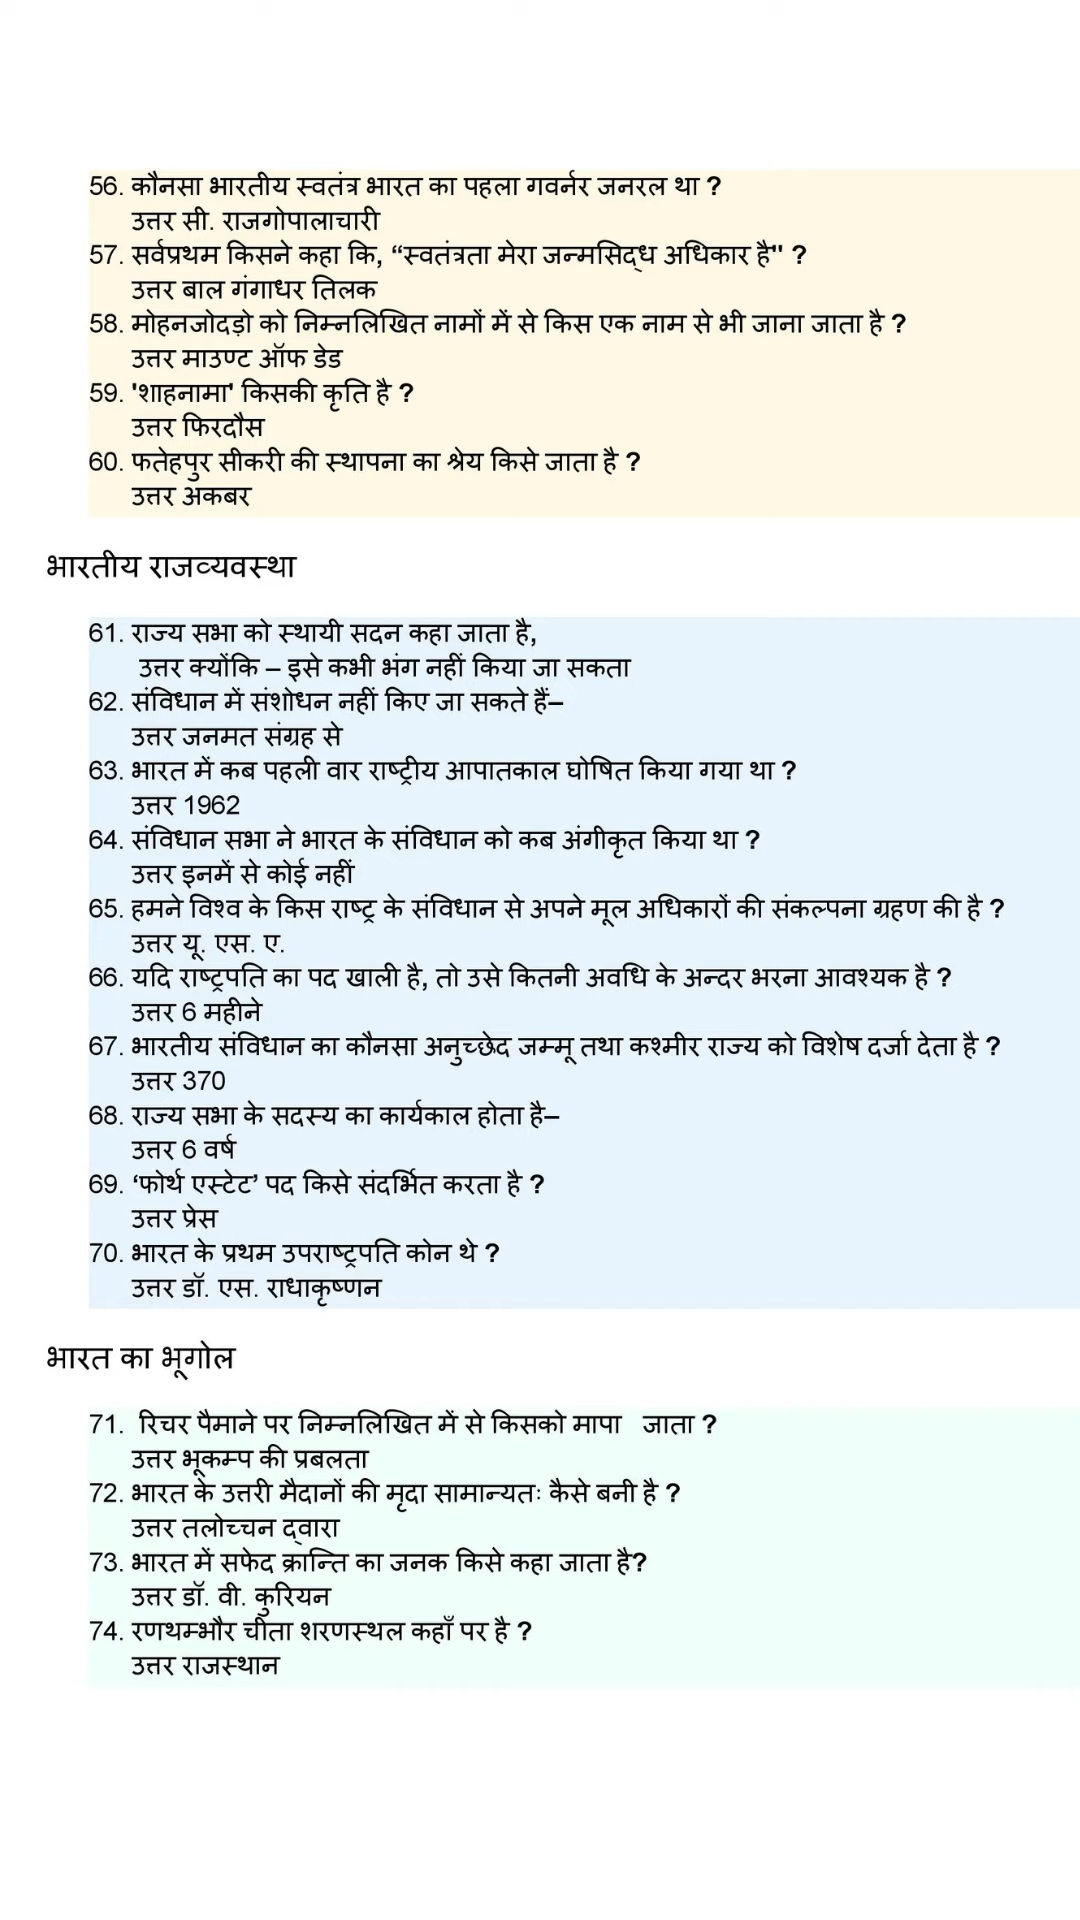 56. कौनसा भारतीय स्वतंत्र भारत का पहला गवर्नर जनरल था ?
उत्तर सी. राजगोपालाचारी
57. सर्वप्रथम किसने कहा कि, “स्वतंत्रता मेरा जन्मसिद्ध अधिकार है" ?
उत्तर बाल गंगाधर तिलक
58. मोहनजोदड़ो को निम्नलिखित नामों में से किस एक नाम से भी जाना जाता है ?
उत्तर माउण्ट ऑफ डेड
59. 'शाहनामा' किसकी कृति है ?
उत्तर फिरदौस
60. फतेहपुर सीकरी की स्थापना का श्रेय किसे जाता है ?
उत्तर अकबर
भारतीय राजव्यवस्था
61. राज्य सभा को स्थायी सदन कहा जाता है,
उत्तर क्योंकि – इसे कभी भंग नहीं किया जा सकता
62. संविधान में संशोधन नहीं किए जा सकते हैं–
उत्तर जनमत संग्रह से
63. भारत में कब पहली वार राष्ट्रीय आपातकाल घोषित किया गया था ?
उत्तर 1962
64. संविधान सभा ने भारत के संविधान को कब अंगीकृत किया था ?
उत्तर इनमें से कोई नहीं
65. हमने विश्व के किस राष्ट्र के संविधान से अपने मूल अधिकारों की संकल्पना ग्रहण की है ?
उत्तर यू. एस. ए.
66. यदि राष्ट्रपति का पद खाली है, तो उसे कितनी अवधि के अन्दर भरना आवश्यक है ?
उत्तर 6 महीने
67. भारतीय संविधान का कौनसा अनुच्छेद जम्मू तथा कश्मीर राज्य को विशेष दर्जा देता है ?
उत्तर 370
68. राज्य सभा के सदस्य का कार्यकाल होता है–
उत्तर 6 वर्ष
69. ‘फोर्थ एस्टेट’ पद किसे संदर्भित करता है ?
उत्तर प्रेस
70. भारत के प्रथम उपराष्ट्रपति कोन थे ?
उत्तर डॉ. एस. राधाकृष्णन
भारत का भूगोल
71. रिचर पैमाने पर निम्नलिखित में से किसको मापा जाता ?
उत्तर भूकम्प की प्रबलता
72. भारत के उत्तरी मैदानों की मृदा सामान्यतः कैसे बनी है ?
उत्तर तलोच्चन द्वारा
73. भारत में सफेद क्रान्ति का जनक किसे कहा जाता है?
उत्तर डॉ. वी. कुरियन
74. रणथम्भौर चीता शरणस्थल कहाँ पर है ?
उत्तर राजस्थान